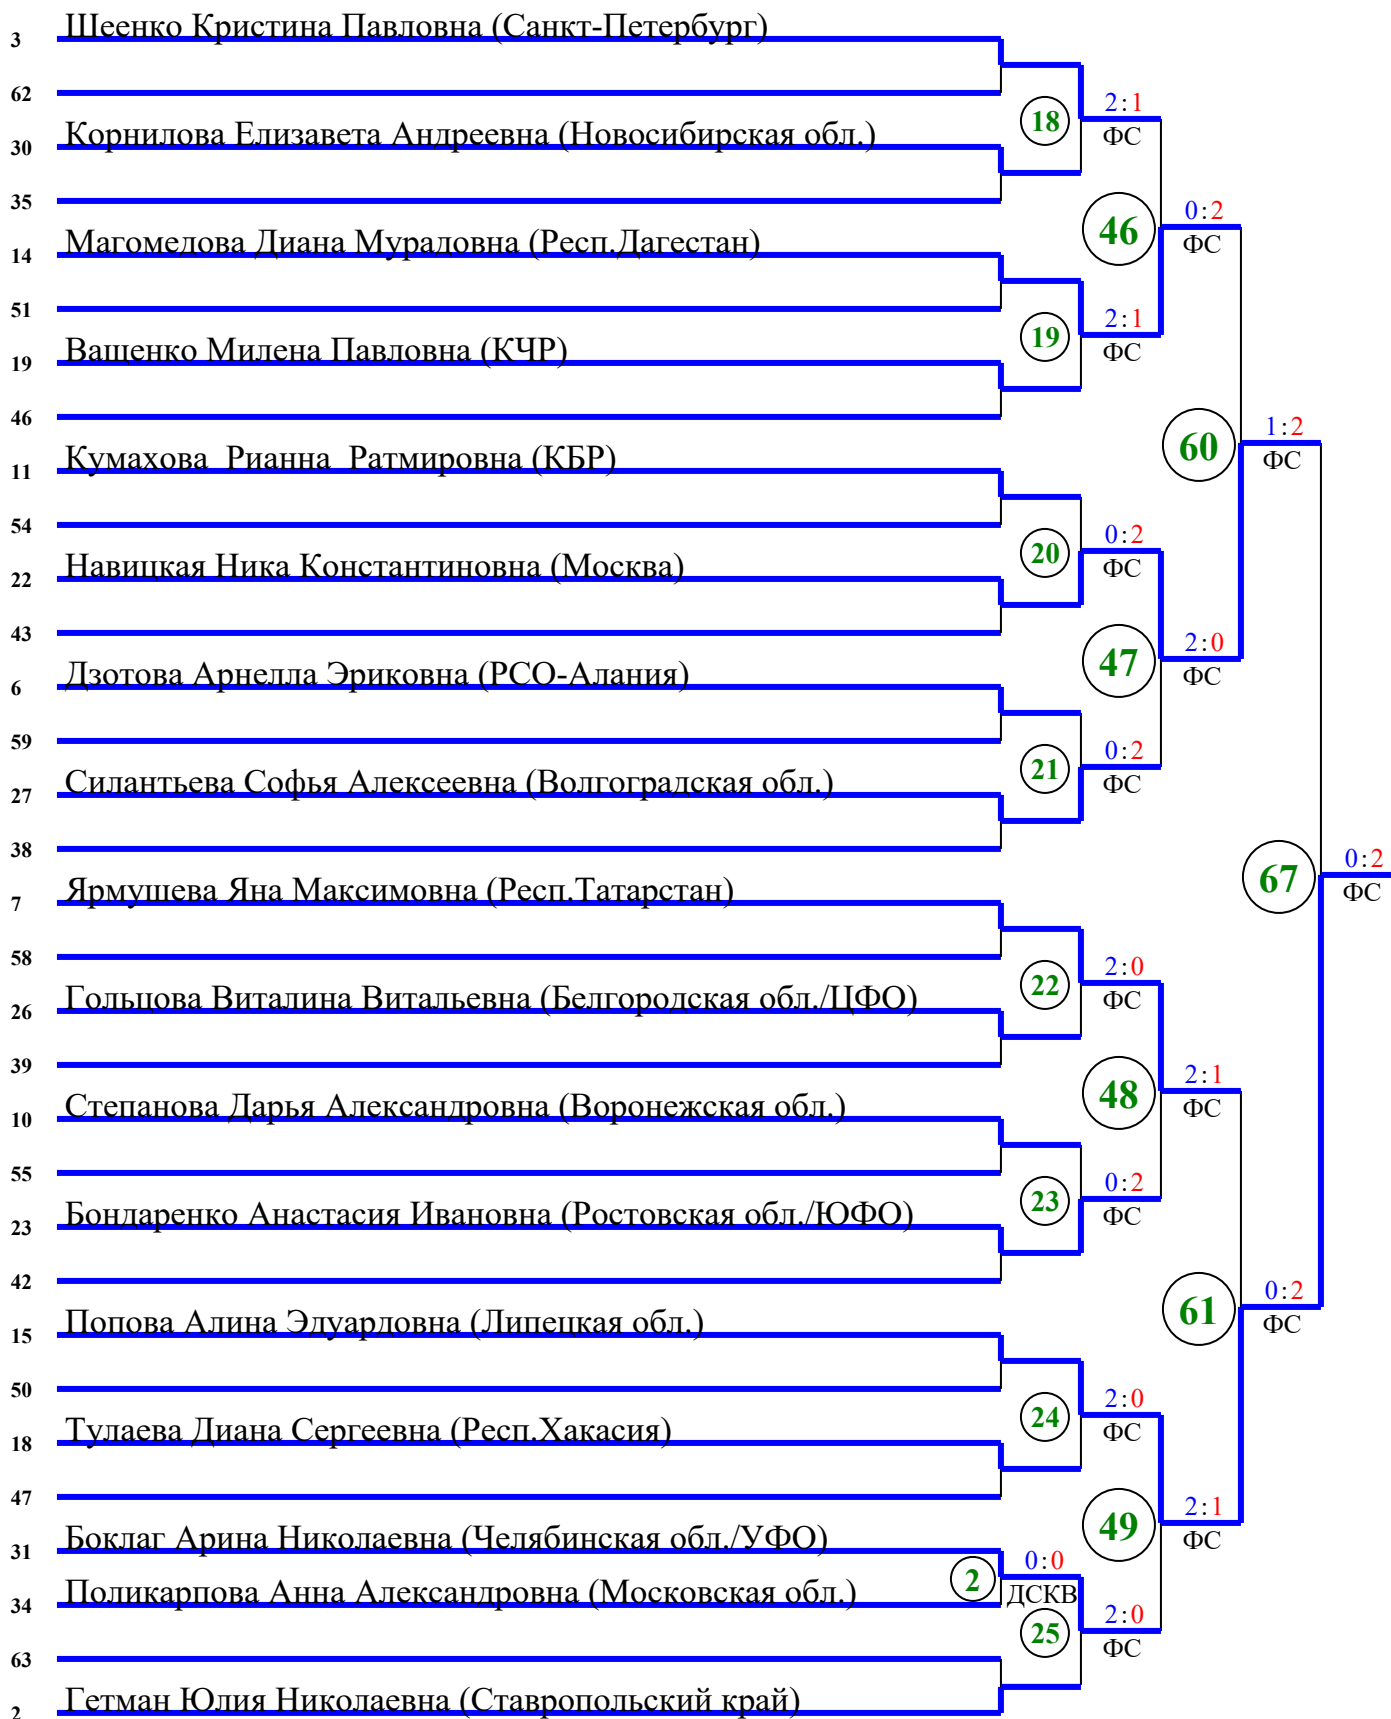 3 Шеенко Кристина Павловна (Санкт-Петербург)
62
18 2:1 ФС
30 Корнилова Елизавета Андреевна (Новосибирская обл.)
35
46 0:2 ФС
14 Магомедова Диана Мурадовна (Респ.Дагестан)
51
19 2:1 ФС
19 Ващенко Милена Павловна (КЧР)
46
60 1:2 ФС
11 Кумахова Рианна Ратмировна (КБР)
54
20 0:2 ФС
22 Навицкая Ника Константиновна (Москва)
43
47 2:0 ФС
6 Дзотова Арнелла Эриковна (РСО-Алания)
59
21 0:2 ФС
27 Силантьева Софья Алексеевна (Волгоградская обл.)
38
67 0:2 ФС
7 Ярмушева Яна Максимовна (Респ.Татарстан)
58
22 2:0 ФС
26 Гольцова Виталина Витальевна (Белгородская обл./ЦФО)
39
48 2:1 ФС
10 Степанова Дарья Александровна (Воронежская обл.)
55
23 0:2 ФС
23 Бондаренко Анастасия Ивановна (Ростовская обл./ЮФО)
42
61 0:2 ФС
15 Попова Алина Эдуардовна (Липецкая обл.)
50
24 2:0 ФС
18 Тулаева Диана Сергеевна (Респ.Хакасия)
47
49 2:1 ФС
31 Боклаг Арина Николаевна (Челябинская обл./УФО)
2 0:0 ДСКВ
34 Поликарпова Анна Александровна (Московская обл.)
25 2:0 ФС
63
2 Гетман Юлия Николаевна (Ставропольский край)